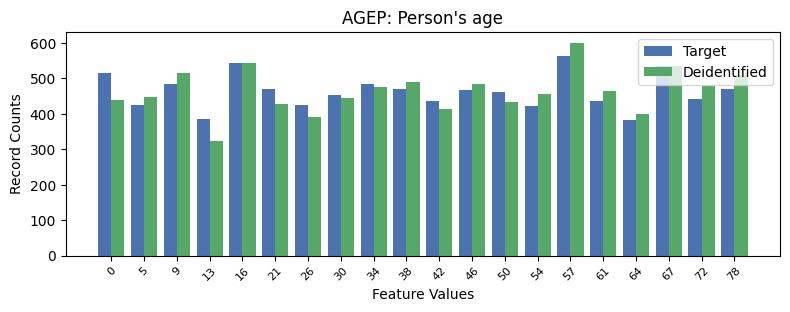 AGEP: Person's age
Record Counts
600
500
400
300
200
100
0
Target
Deidentified
0 5 9 13 16 21 26 30 34 38 42 46 50 54 57 61 64 67 72 78
Feature Values